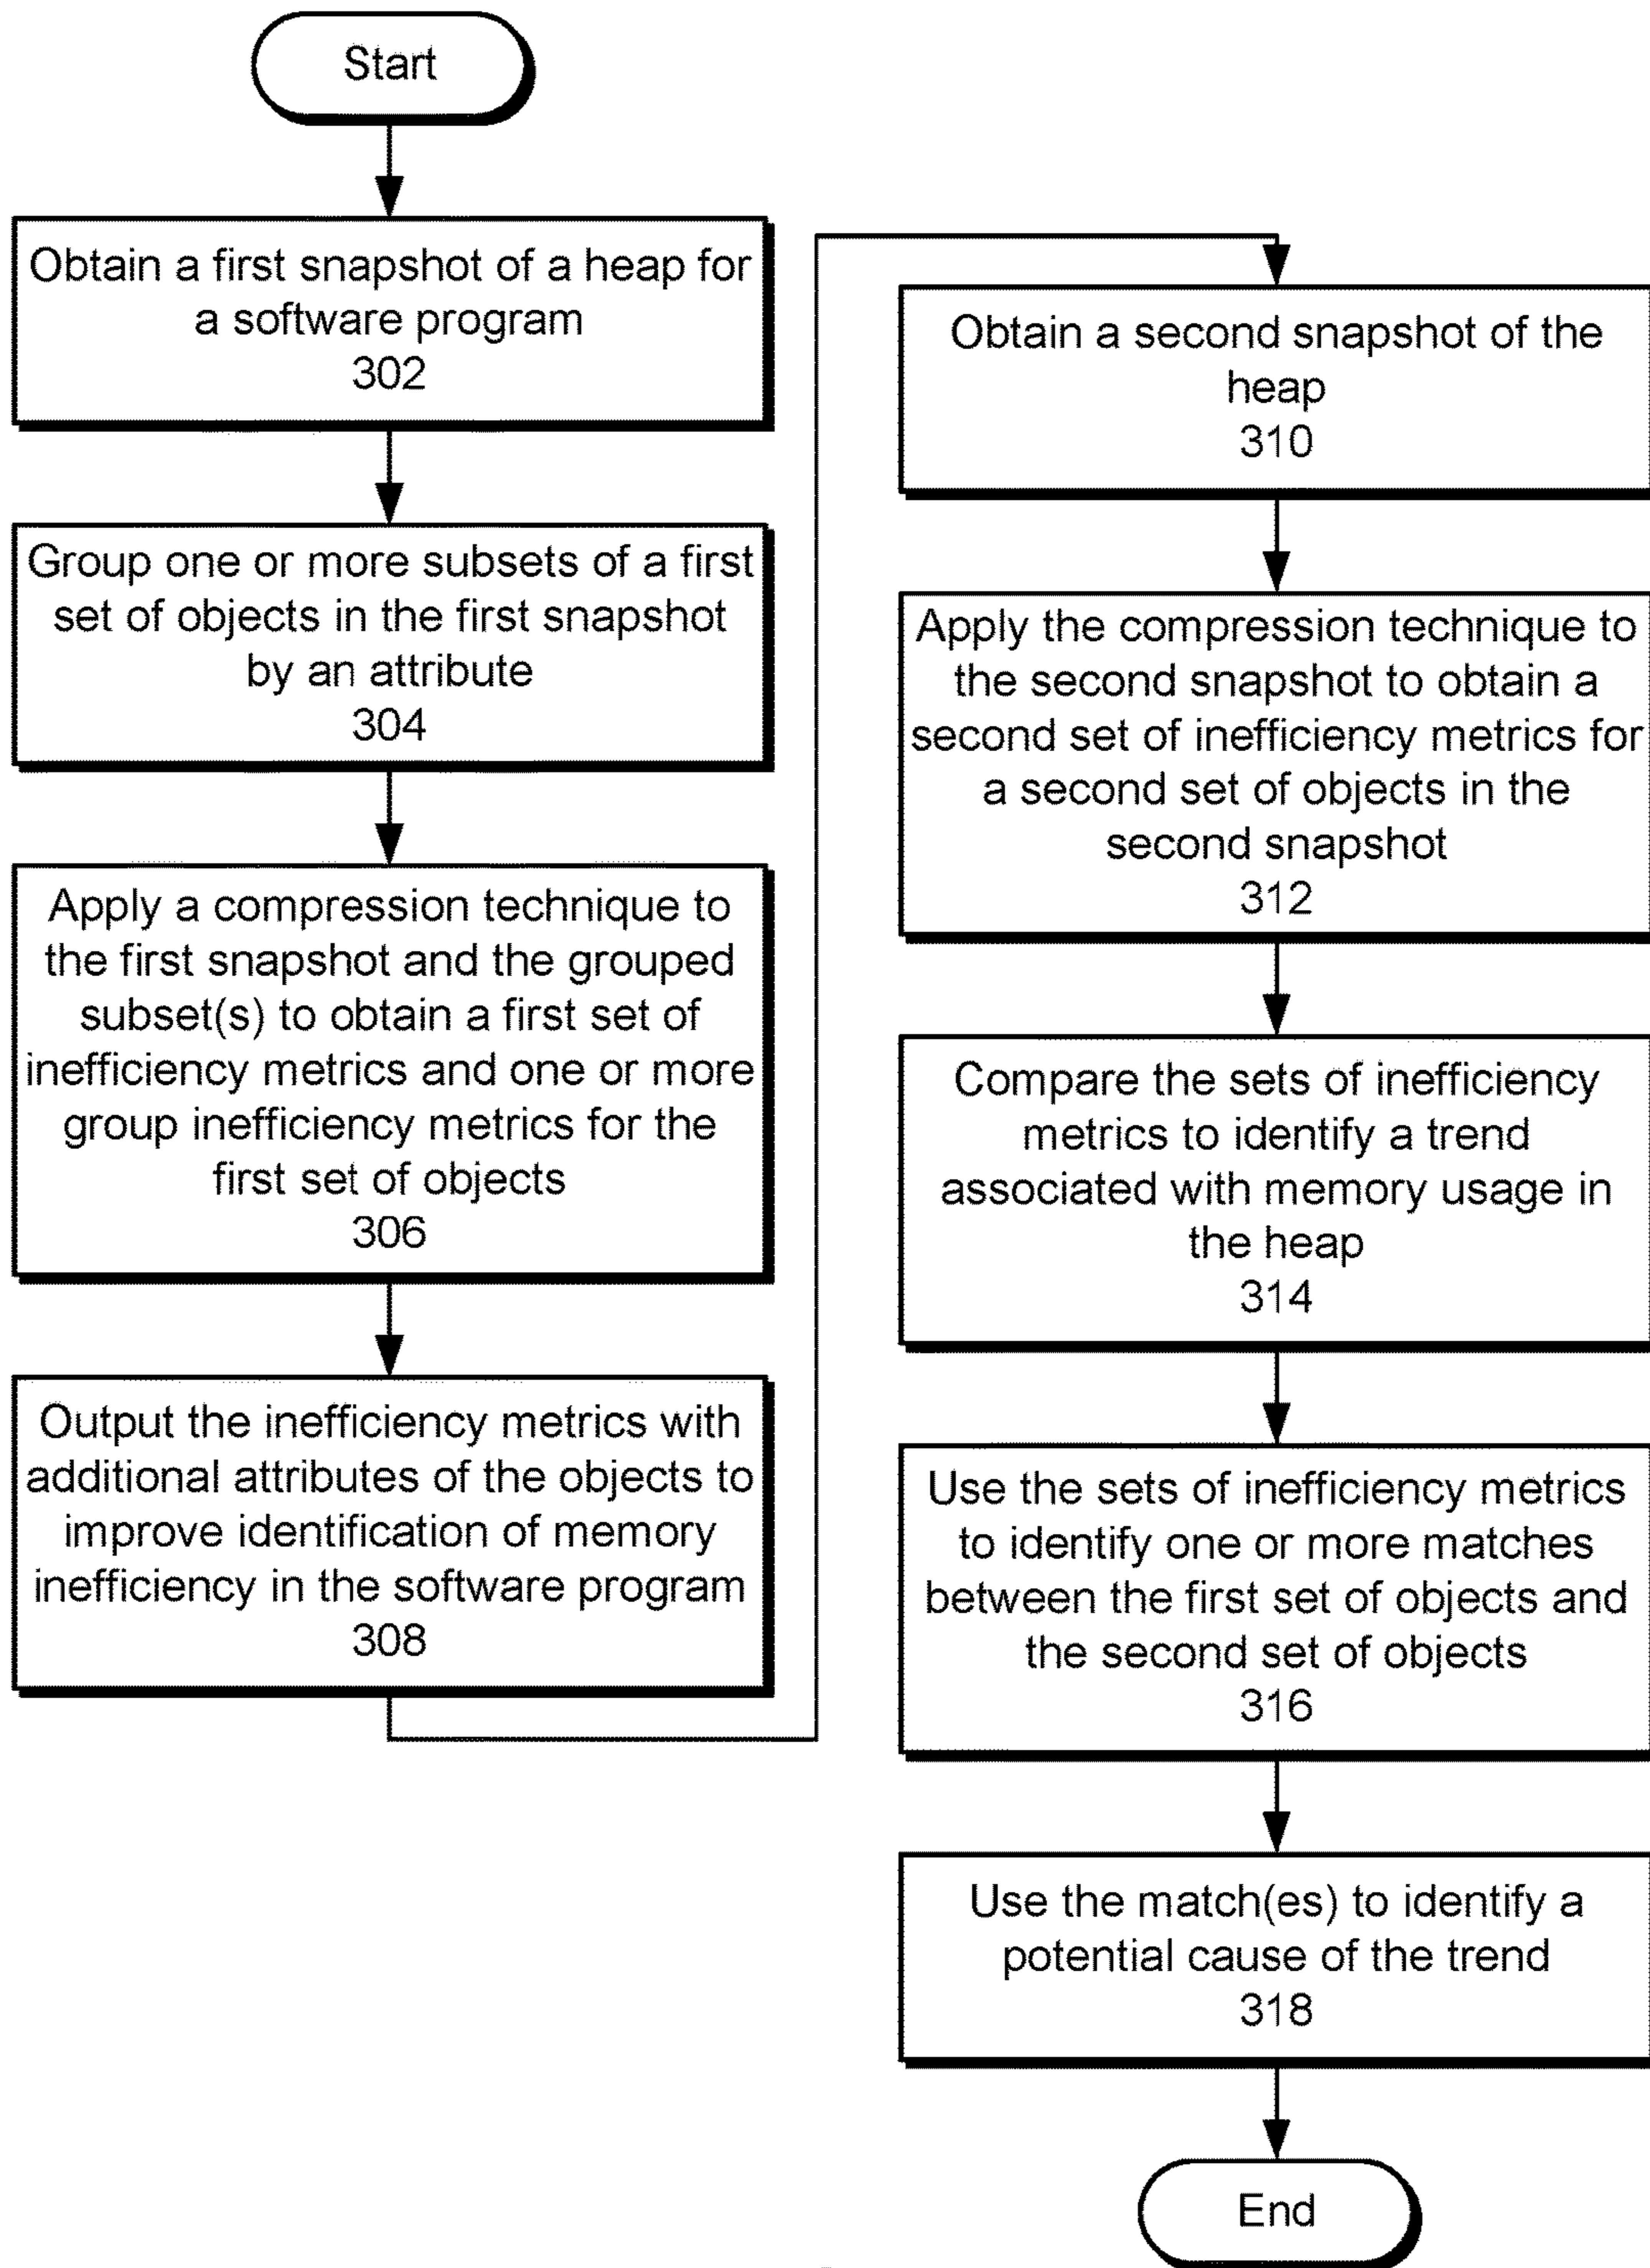 Start
Obtain a first snapshot of a heap for
a software program
302
Group one or more subsets of a first
set of objects in the first snapshot
by an attribute
304
Apply a compression technique to
the first snapshot and the grouped
subset(s) to obtain a first set of
inefficiency metrics and one or more
group inefficiency metrics for the
first set of objects
306
Output the inefficiency metrics with
additional attributes of the objects to
improve identification of memory
inefficiency in the software program
308
Obtain a second snapshot of the
heap
310
Apply the compression technique to
the second snapshot to obtain a
second set of inefficiency metrics for
a second set of objects in the
second snapshot
312
Compare the sets of inefficiency
metrics to identify a trend
associated with memory usage in
the heap
314
Use the sets of inefficiency metrics
to identify one or more matches
between the first set of objects and
the second set of objects
316
Use the match(es) to identify a
potential cause of the trend
318
End